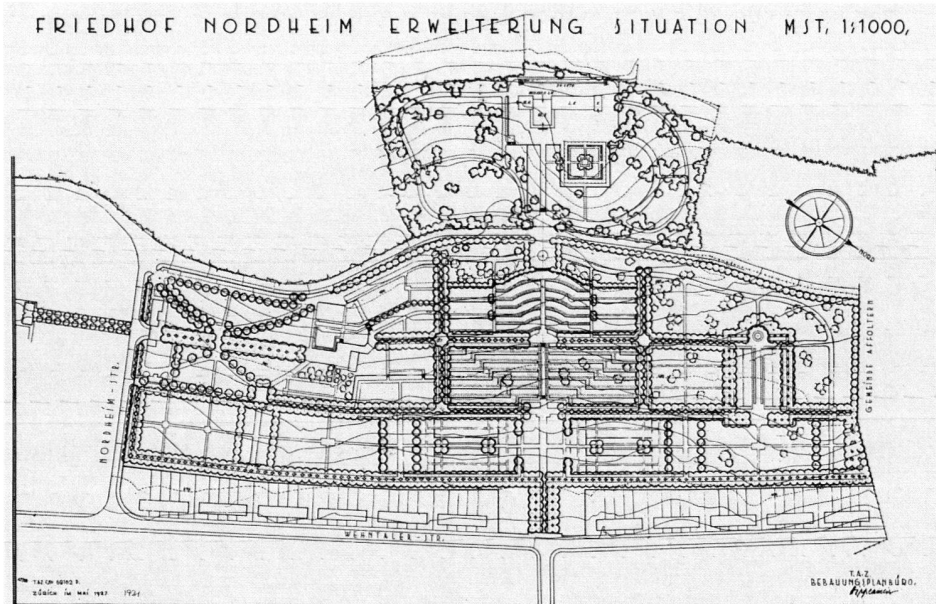 FRIEDHOF NORDHEIM ERWEITERUNG SITUATION MST, 1:1000,
NORD
GEMEINDE AFFOLTERN
NORDHEIM-STR.
WEHNTALER-STR.
ZÜRICH IM MAI 1927.
T.A.Z.
BEBAUUNGSPLANBÜRO.